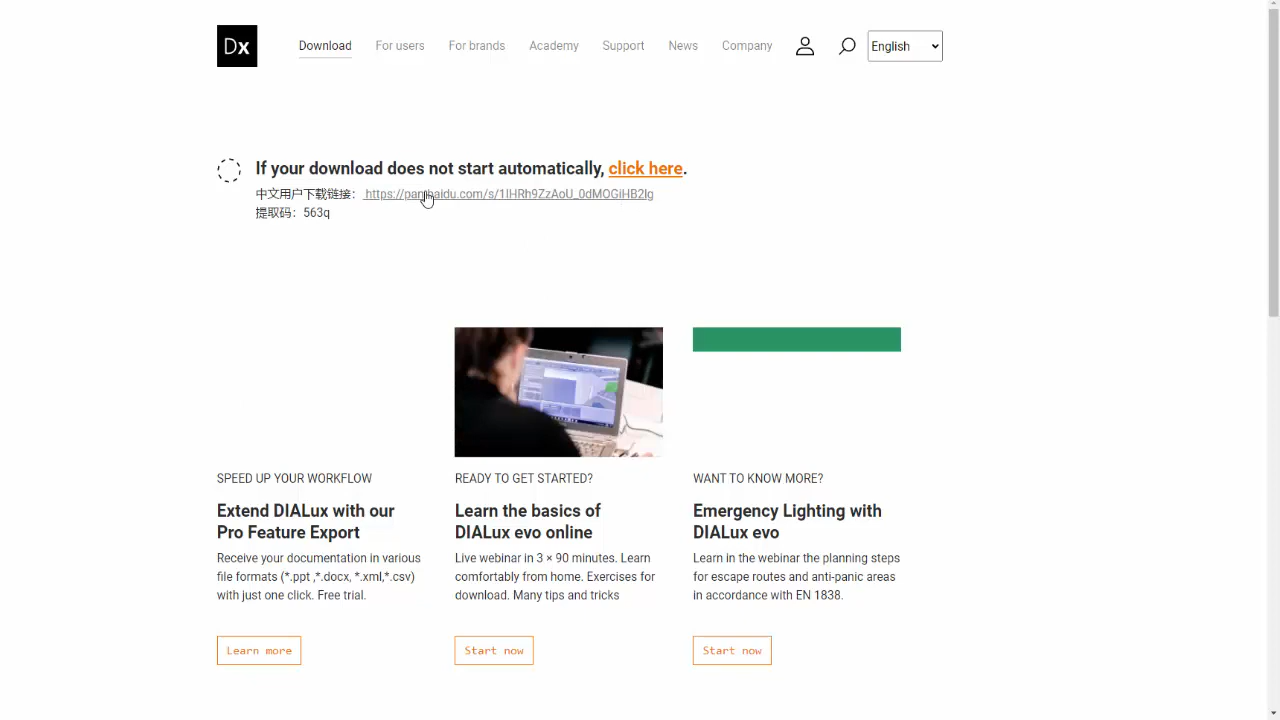 Dx
Download
For users
For brands
Academy
Support
News
Company
English
If your download does not start automatically, click here.
中文用户下载链接： https://pan.baidu.com/s/1IHRh9ZzAoU_0dMOGiHB2lg
提取码：563q
SPEED UP YOUR WORKFLOW
Extend DIALux with our
Pro Feature Export
Receive your documentation in various
file formats (*.ppt ,*.docx, *.xml,*.csv)
with just one click. Free trial.
Learn more
READY TO GET STARTED?
Learn the basics of
DIALux evo online
Live webinar in 3 × 90 minutes. Learn
comfortably from home. Exercises for
download. Many tips and tricks
Start now
WANT TO KNOW MORE?
Emergency Lighting with
DIALux evo
Learn in the webinar the planning steps
for escape routes and anti-panic areas
in accordance with EN 1838.
Start now